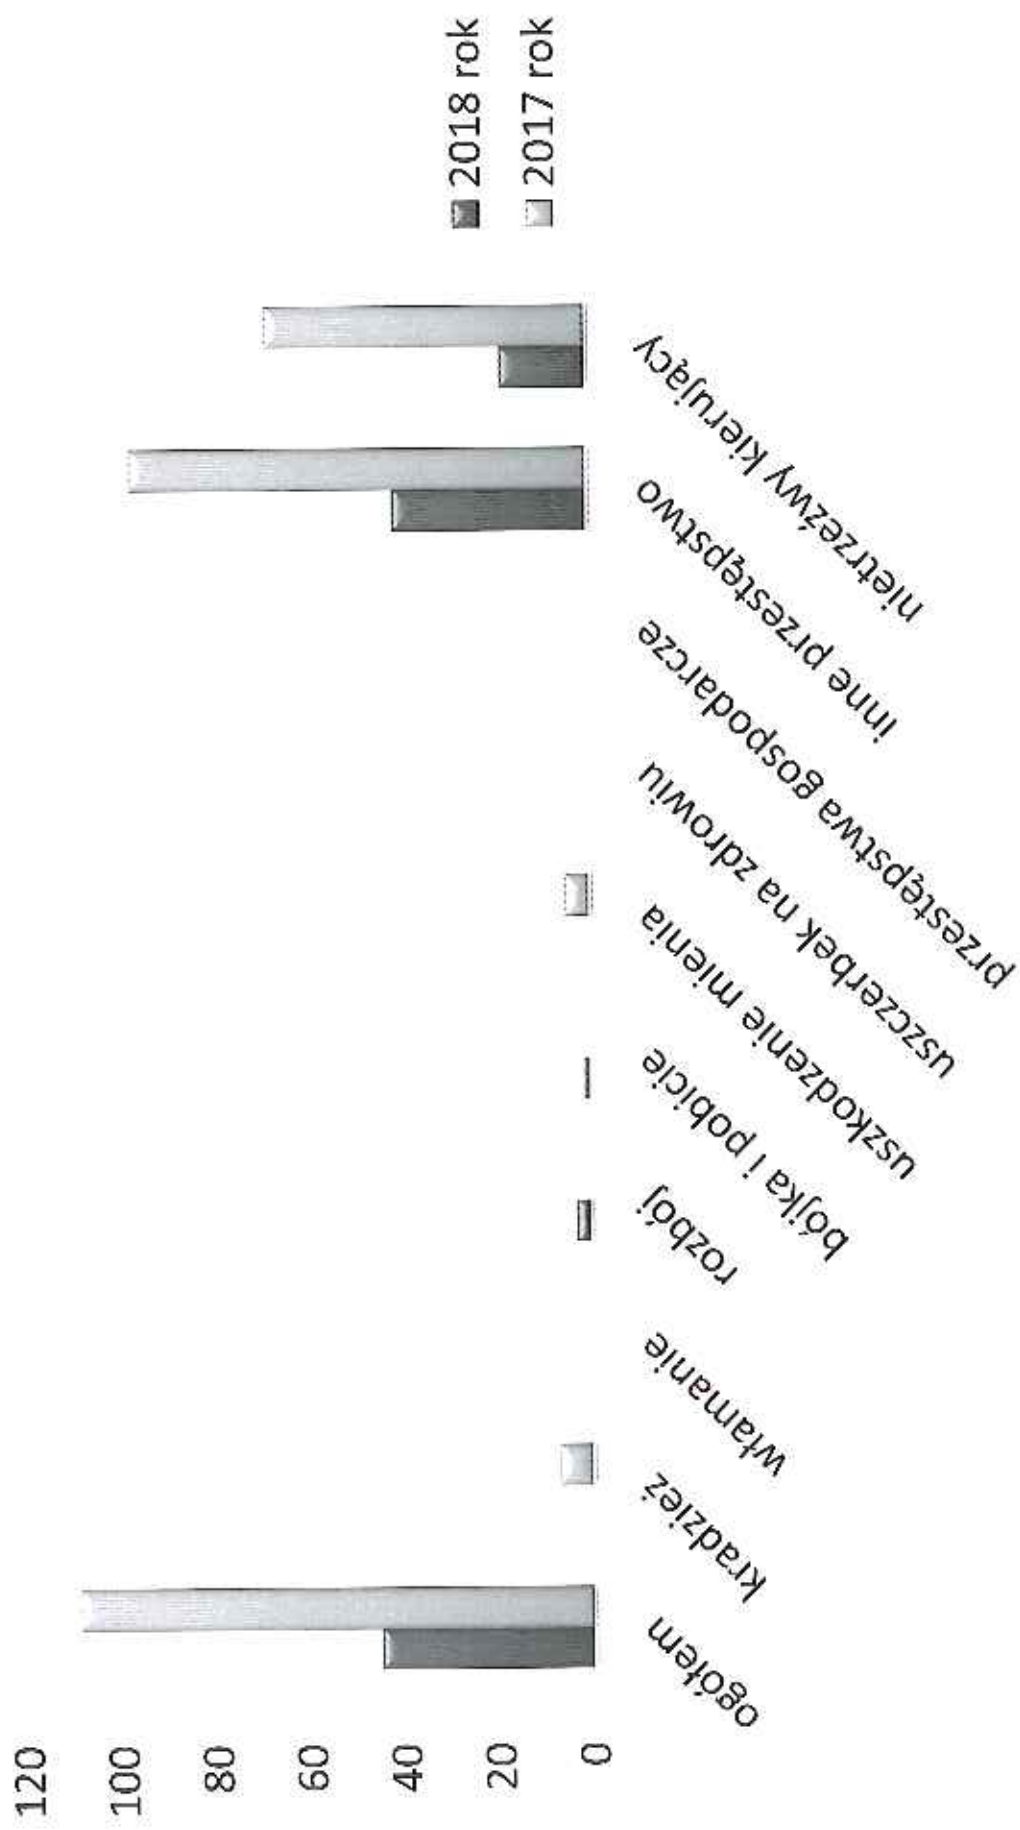 120
100
80
60
40
20
0
ogółem
kradzież
włamanie
rozbój
bójka i pobicie
uszkodzenie mienia
uszczerbek na zdrowiu
przestępstwa gospodarcze
inne przestępstwo
nietrzeźwy kierujący
2018 rok
2017 rok